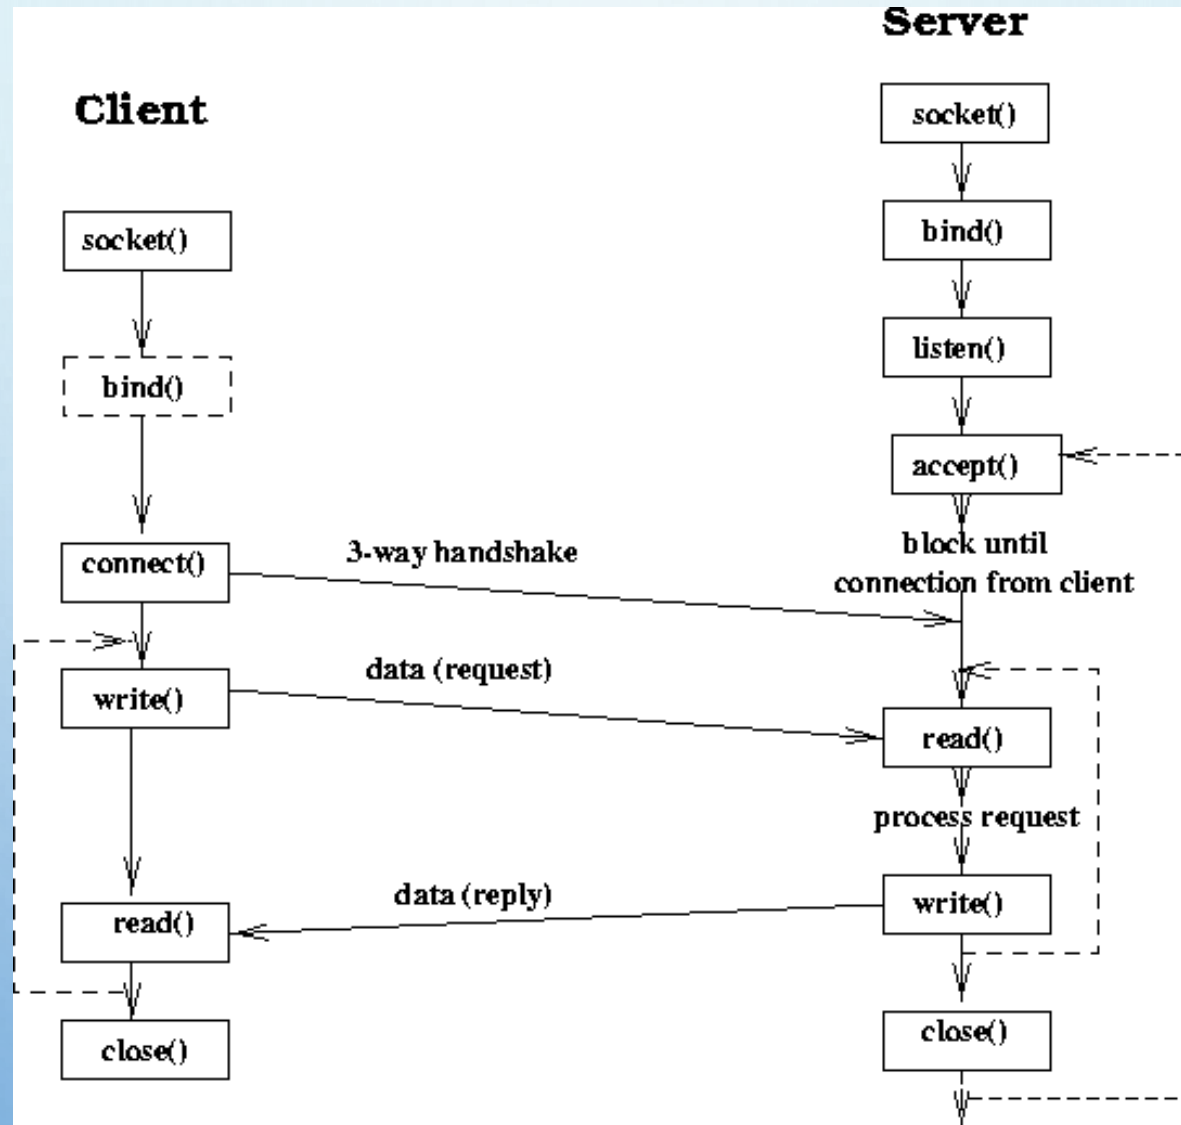 Server
Client
socket()
socket()
bind()
listen()
bind()
accept()
block until
connection from client
3-way handshake
connect()
data (request)
write()
read()
process request
data (reply)
write()
read()
close()
close()